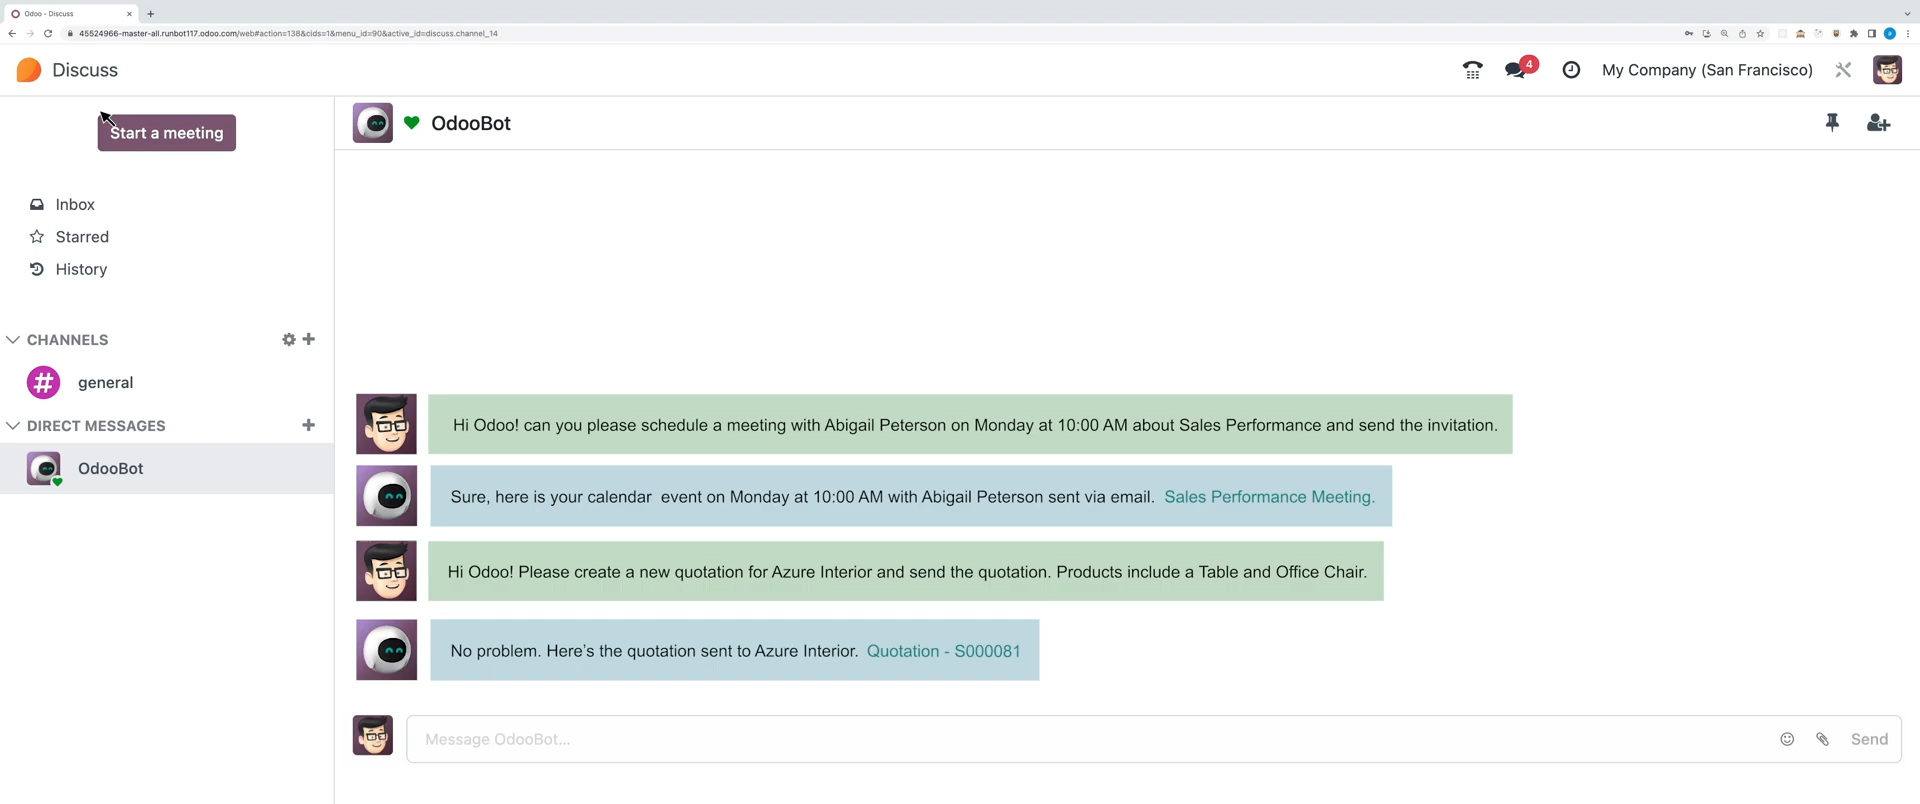 Odoo - Discuss
45524966-master-all.runbot117.odoo.com/web#action=138&cids=1&menu_id=90&active_id=discuss.channel_14
Discuss
4
My Company (San Francisco)
Start a meeting
OdooBot
Inbox
Starred
History
CHANNELS
general
DIRECT MESSAGES
OdooBot
Hi Odoo! can you please schedule a meeting with Abigail Peterson on Monday at 10:00 AM about Sales Performance and send the invitation.
Sure, here is your calendar event on Monday at 10:00 AM with Abigail Peterson sent via email. Sales Performance Meeting.
Hi Odoo! Please create a new quotation for Azure Interior and send the quotation. Products include a Table and Office Chair.
No problem. Here's the quotation sent to Azure Interior. Quotation - S000081
Message OdooBot...
Send